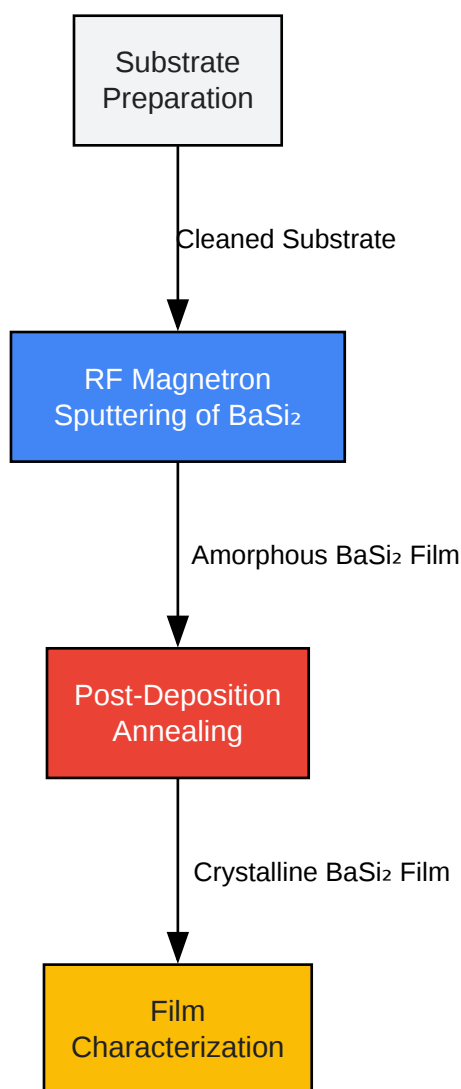 Substrate
Preparation
Cleaned Substrate
RF Magnetron
Sputtering of BaSi₂
Amorphous BaSi₂ Film
Post-Deposition
Annealing
Crystalline BaSi₂ Film
Film
Characterization